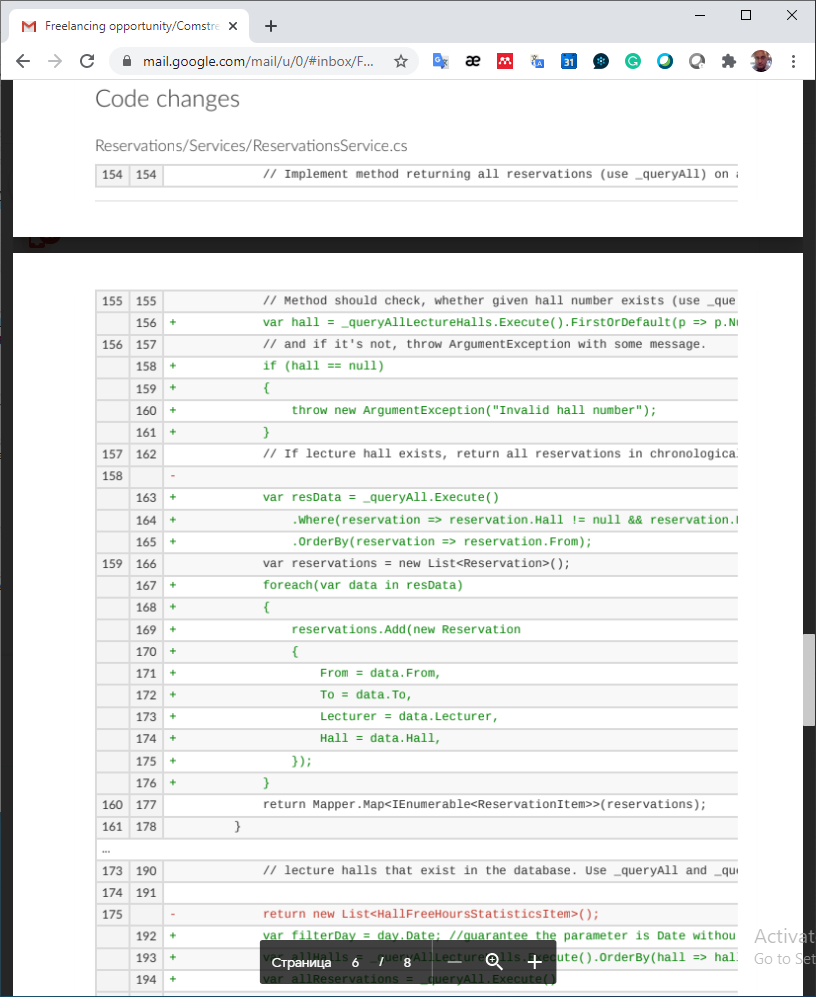 Freelancing opportunity/Comstre
mail.google.com/mail/u/0/#inbox/F...
31
Code changes
Reservations/Services/ReservationsService.cs
154 154 // Implement method returning all reservations (use _queryAll) on
155 155 // Method should check, whether given hall number exists (use _que
156 + var hall = _queryAllLectureHalls.Execute().FirstOrDefault(p => p.Nu
156 157 // and if it's not, throw ArgumentException with some message.
158 + if (hall == null)
159 + {
160 + throw new ArgumentException("Invalid hall number");
161 + }
157 162 // If lecture hall exists, return all reservations in chronologica
158 -
163 + var resData = _queryAll.Execute()
164 + .Where(reservation => reservation.Hall != null && reservation.
165 + .OrderBy(reservation => reservation.From);
159 166 var reservations = new List<Reservation>();
167 + foreach(var data in resData)
168 + {
169 + reservations.Add(new Reservation
170 + {
171 + From = data.From,
172 + To = data.To,
173 + Lecturer = data.Lecturer,
174 + Hall = data.Hall,
175 + });
176 + }
160 177 return Mapper.Map<IEnumerable<ReservationItem>>(reservations);
161 178 }
...
173 190 // lecture halls that exist in the database. Use _queryAll and _qu
174 191
175 - return new List<HallFreeHoursStatisticsItem>();
192 + var filterDay = day.Date; //guarantee the parameter is Date withou
193 + var allHalls = _queryAllLectureHalls.Execute().OrderBy(hall => hal
194 + var allReservations = _queryAll.Execute()
Страница 6 / 8
Activat
Go to Set